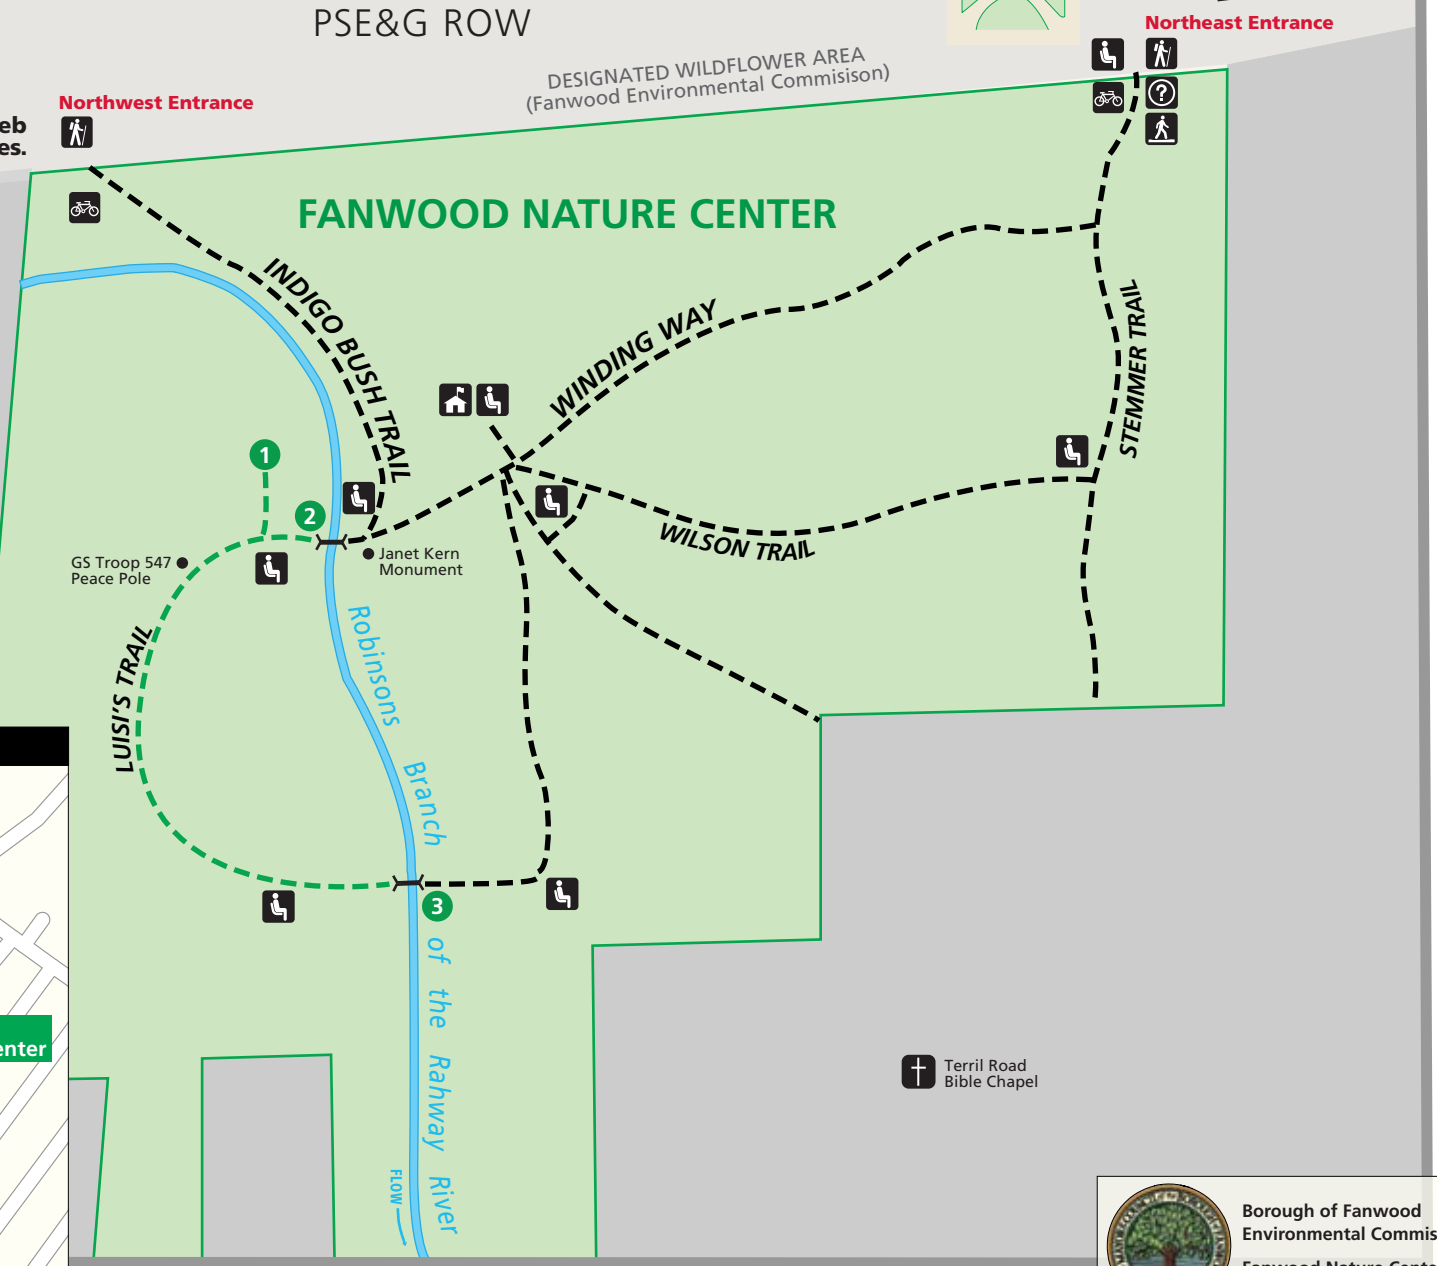 PSE&G ROW
Northeast Entrance
DESIGNATED WILDFLOWER AREA
(Fanwood Environmental Commisison)
Northwest Entrance
es.
FANWOOD NATURE CENTER
INDIGO BUSH TRAIL
WINDING WAY
STEMMER TRAIL
1
2
Janet Kern
Monument
WILSON TRAIL
GS Troop 547
Peace Pole
LUISI'S TRAIL
Robinsons Branch of the Rahway River
3
enter
Terril Road
Bible Chapel
FLOW
Borough of Fanwood
Environmental Commis